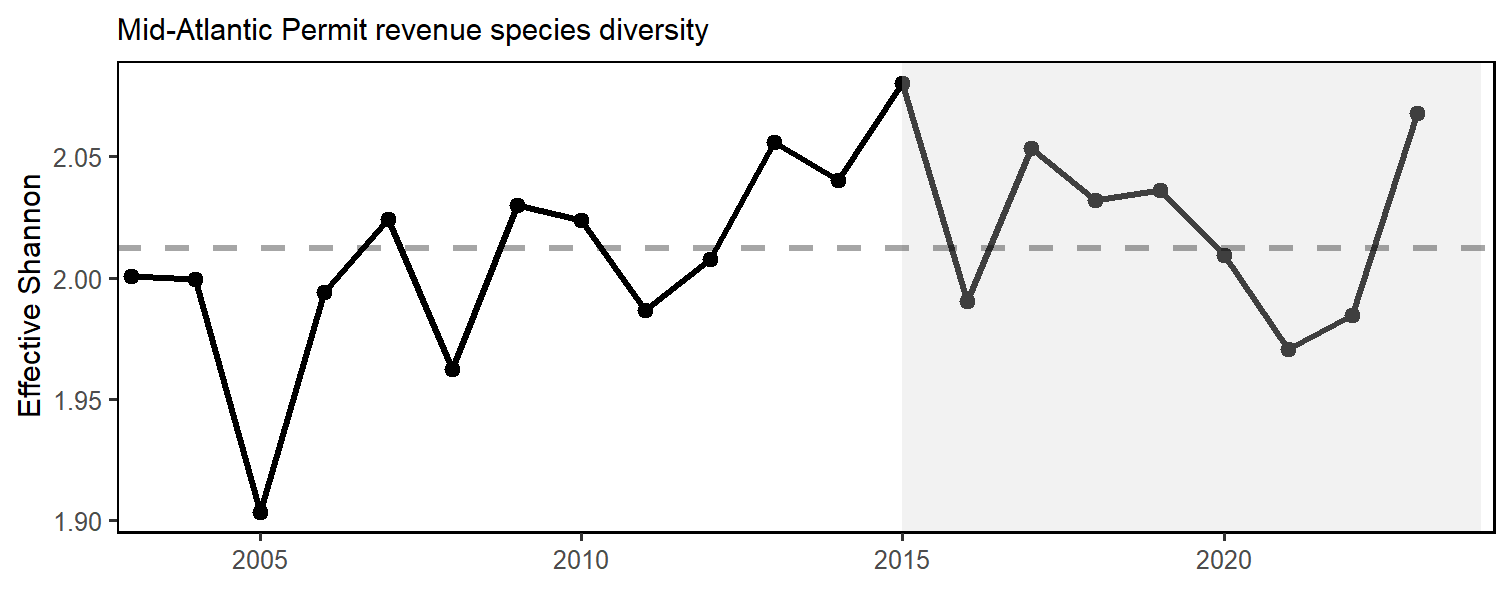 Mid-Atlantic Permit revenue species diversity
Effective Shannon
2.05
2.00
1.95
1.90
2005 2010 2015 2020